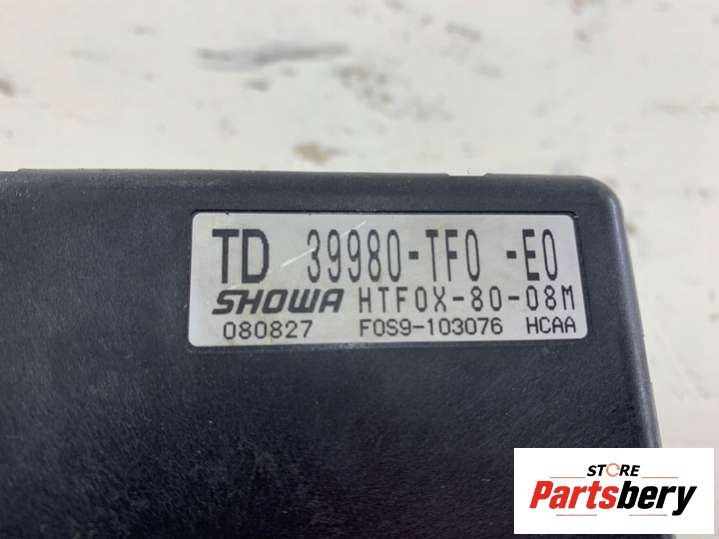 TD 39980-TF0 -E0
SHOWA HTF0X-80-08M
080827 F0S9-103076 HCAA
STORE
Partsbery